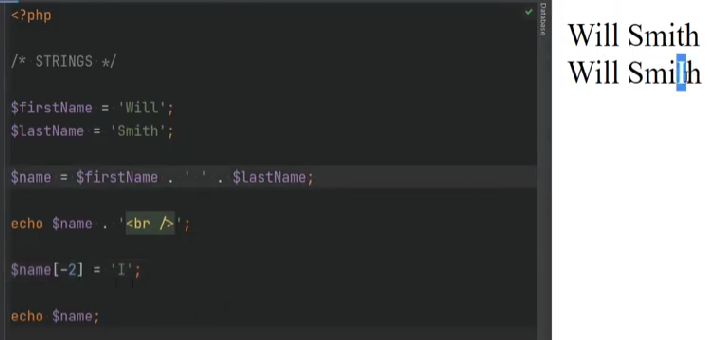 <?php
/* STRINGS */
$firstName = 'Will';
$lastName = 'Smith';
$name = $firstName . ' ' . $lastName;
echo $name . '<br />';
$name[-2] = 'I';
echo $name;
Database
Will Smith
Will SmiIh